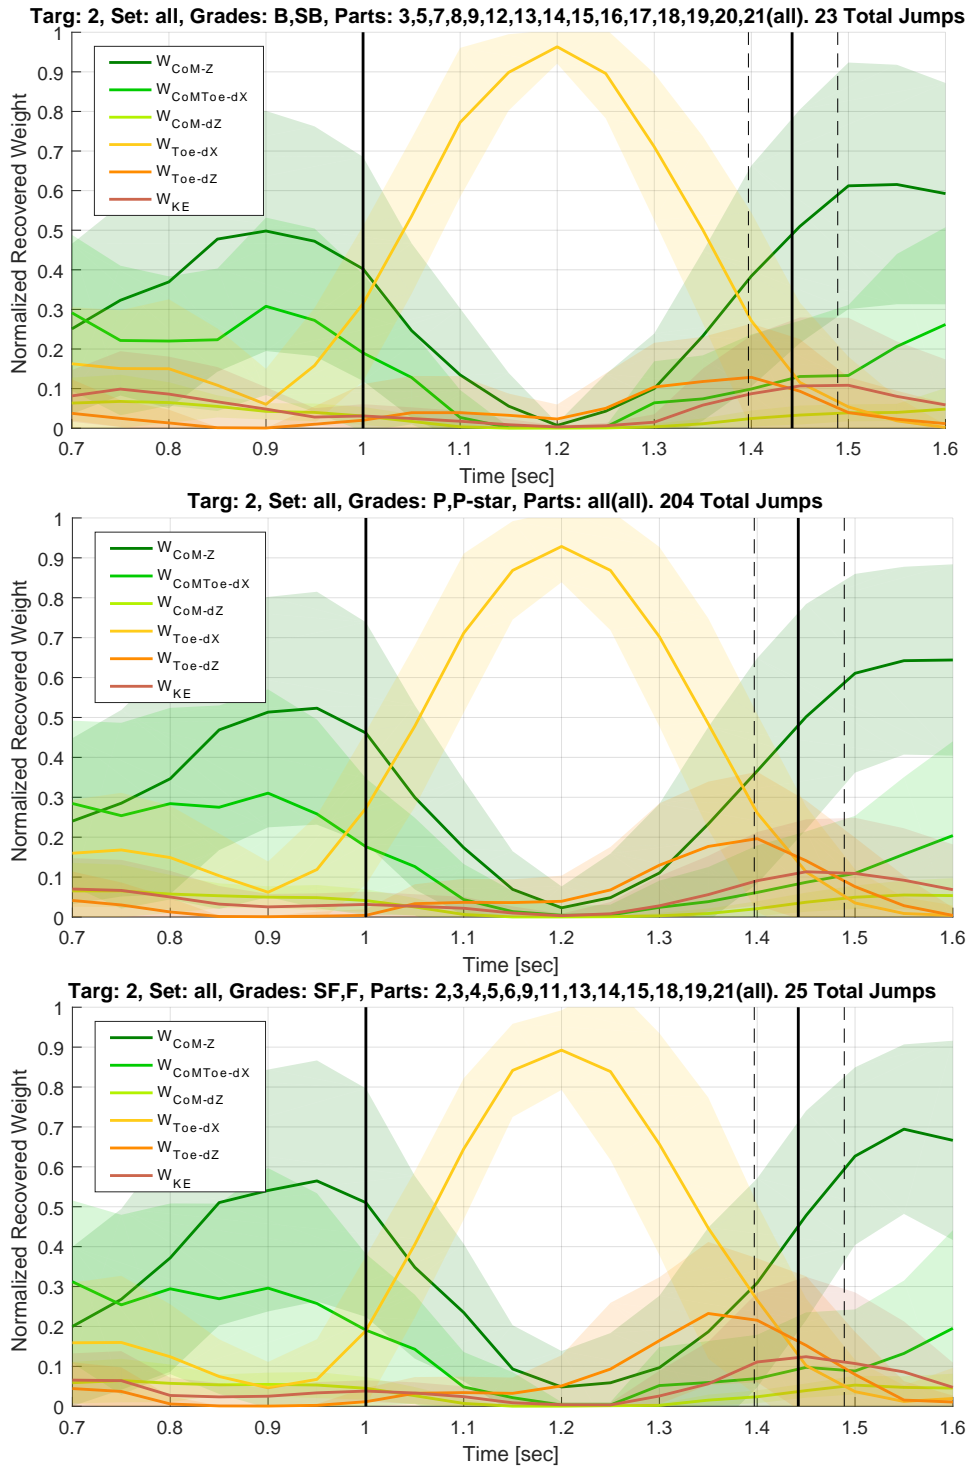 Targ: 2, Set: all, Grades: B,SB, Parts: 3,5,7,8,9,12,13,14,15,16,17,18,19,20,21(all). 23 Total Jumps
Normalized Recovered Weight
1
0.9
0.8
0.7
0.6
0.5
0.4
0.3
0.2
0.1
0
W_CoM-Z
W_CoMToe-dX
W_CoM-dZ
W_Toe-dX
W_Toe-dZ
W_KE
0.7 0.8 0.9 1 1.1 1.2 1.3 1.4 1.5 1.6
Time [sec]
Targ: 2, Set: all, Grades: P,P-star, Parts: all(all). 204 Total Jumps
Normalized Recovered Weight
1
0.9
0.8
0.7
0.6
0.5
0.4
0.3
0.2
0.1
0
W_CoM-Z
W_CoMToe-dX
W_CoM-dZ
W_Toe-dX
W_Toe-dZ
W_KE
0.7 0.8 0.9 1 1.1 1.2 1.3 1.4 1.5 1.6
Time [sec]
Targ: 2, Set: all, Grades: SF,F, Parts: 2,3,4,5,6,9,11,13,14,15,18,19,21(all). 25 Total Jumps
Normalized Recovered Weight
1
0.9
0.8
0.7
0.6
0.5
0.4
0.3
0.2
0.1
0
W_CoM-Z
W_CoMToe-dX
W_CoM-dZ
W_Toe-dX
W_Toe-dZ
W_KE
0.7 0.8 0.9 1 1.1 1.2 1.3 1.4 1.5 1.6
Time [sec]